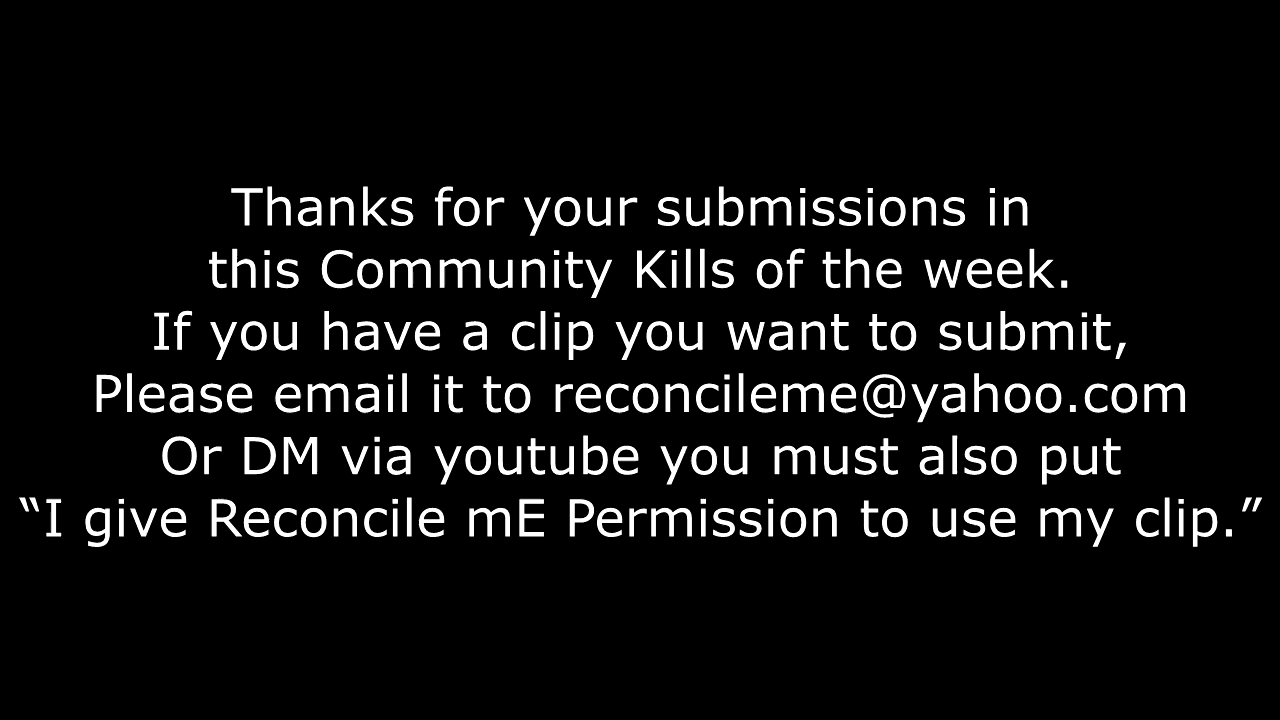 Thanks for your submissions in
this Community Kills of the week.
If you have a clip you want to submit,
Please email it to reconcileme@yahoo.com
Or DM via youtube you must also put
“I give Reconcile mE Permission to use my clip.”